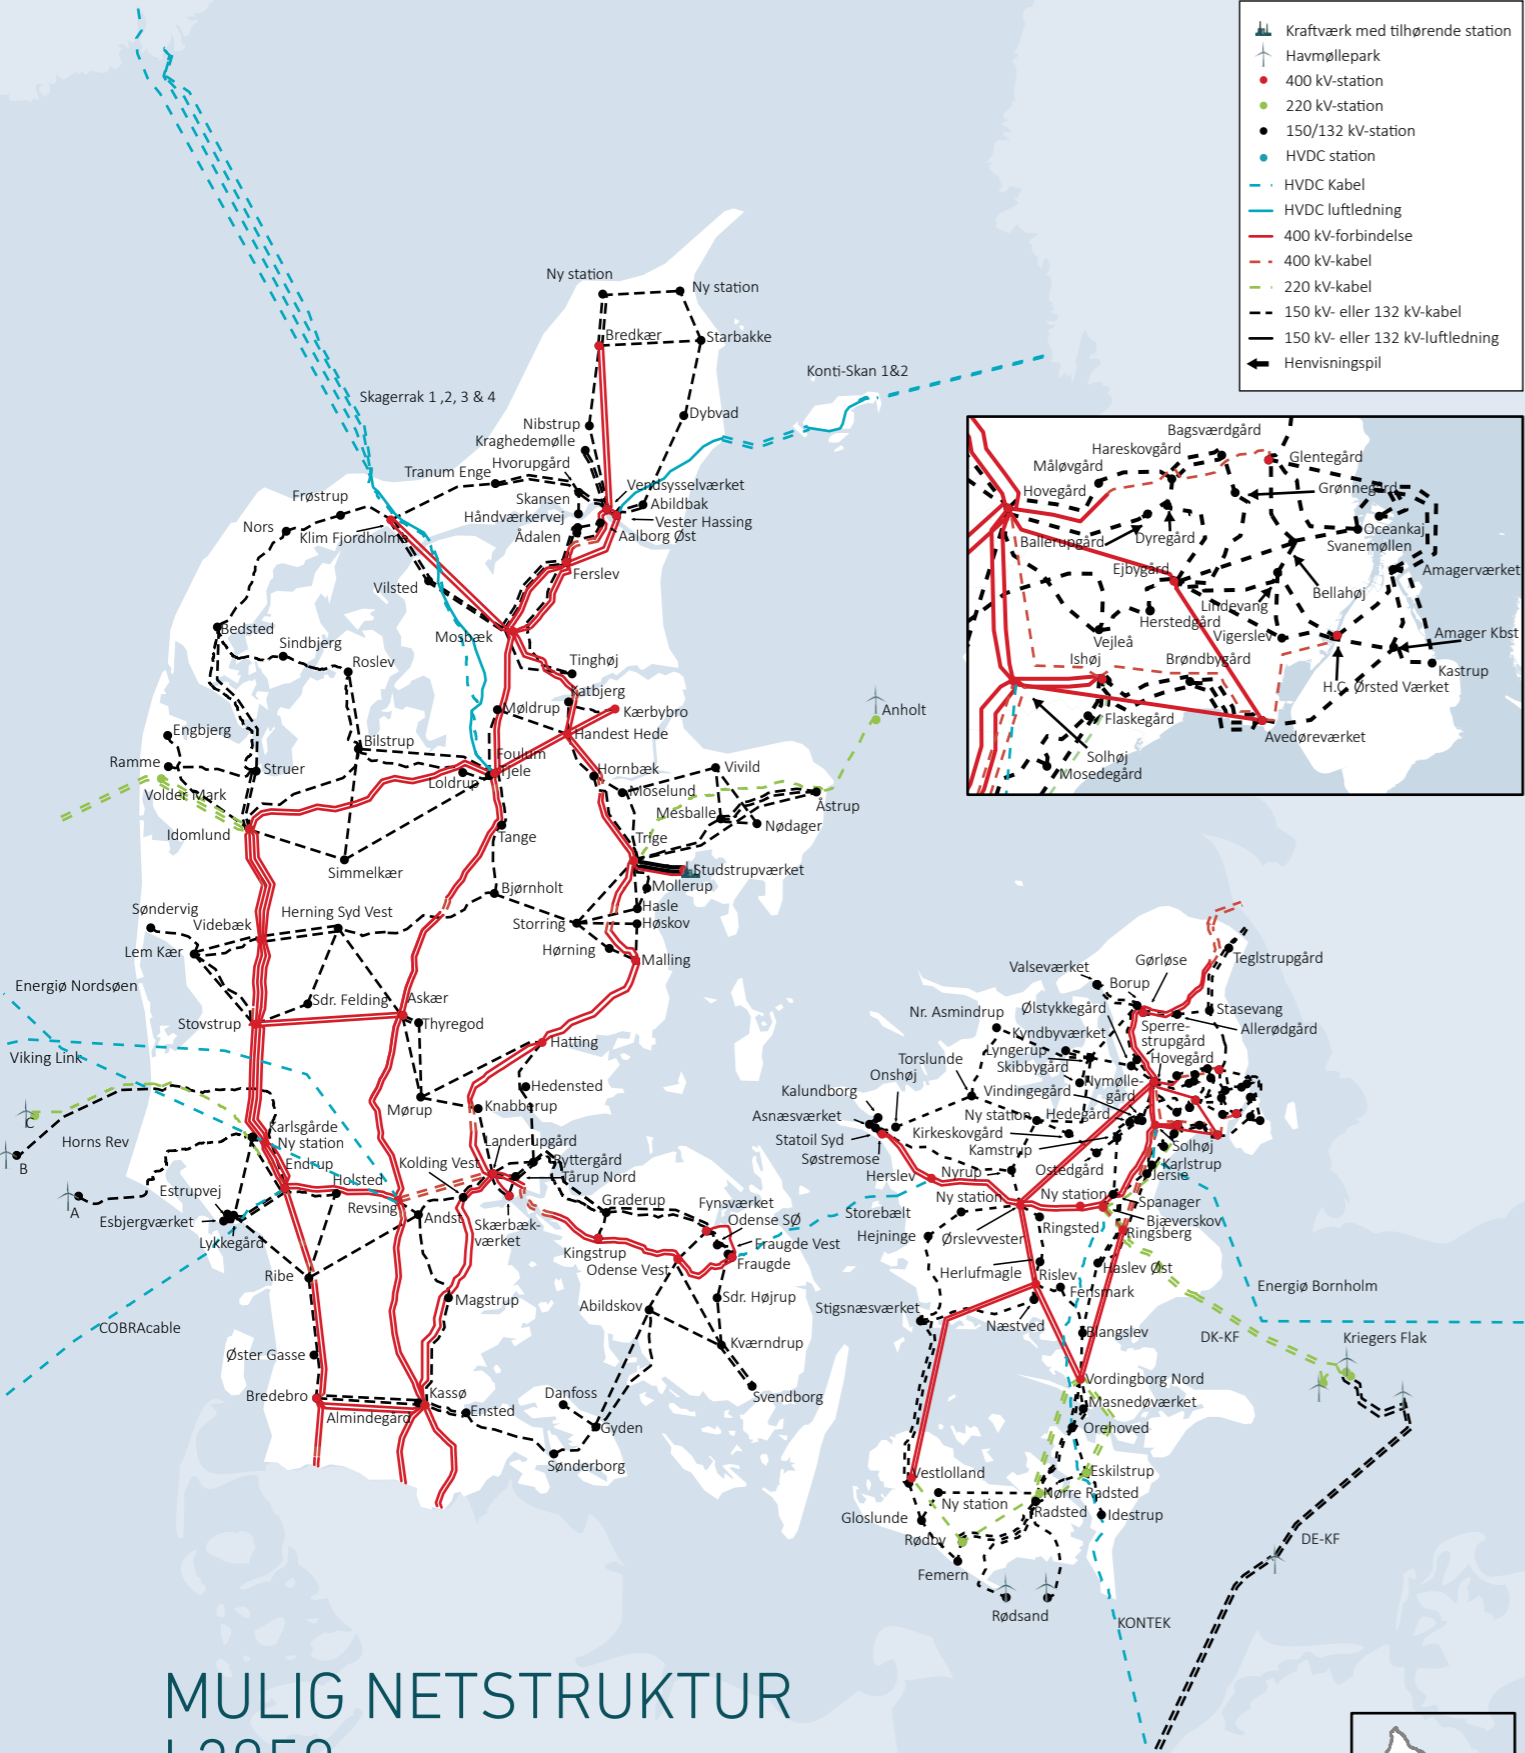 Kraftværk med tilhørende station
Havmøllepark
400 kV-station
220 kV-station
150/132 kV-station
HVDC station
HVDC Kabel
HVDC luftledning
400 kV-forbindelse
400 kV-kabel
220 kV-kabel
150 kV- eller 132 kV-kabel
150 kV- eller 132 kV-luftledning
Henvisningspil
Ny station
Ny station
Bredkær
Starbakke
Konti-Skan 1&2
Skagerrak 1 ,2, 3 & 4
Dybvad
Nibstrup
Kraghedemølle
Hvorupgård
Tranum Enge
Vendsysselværket
Frøstrup
Skansen
Abildbak
Nors
Håndværkervej
Vester Hassing
Klim Fjordholm
Ådalen
Aalborg Øst
Ferslev
Vilsted
Bedsted
Mosbæk
Sindbjerg
Roslev
Tinghøj
Katbjerg
Møldrup
Kærbybro
Anholt
Engbjerg
Bilstrup
Handest Hede
Ramme
Struer
Foulum
Tjele
Hornbæk
Vivild
Loldrup
Moselund
Volder Mark
Mesballe
Åstrup
Idomlund
Nødager
Tange
Trige
Simmelkær
Studstrupværket
Bjørnholt
Mollerup
Søndervig
Herning Syd Vest
Hasle
Videbæk
Storring
Høskov
Lem Kær
Hørning
Malling
Energiø Nordsøen
Sdr. Felding
Askær
Stovstrup
Thyregod
Hatting
Viking Link
Hedensted
Mørup
Knabberup
C
Karlsgårde
Horns Rev
Ny station
Landerupgård
B
Endrup
Kolding Vest
Ryttergård
Holsted
Tårup Nord
Estrupvej
Revsing
Graderup
Fynsværket
A
Andst
Skærbæk-
værket
Odense SØ
Esbjergværket
Fraugde Vest
Lykkegård
Kingstrup
Odense Vest
Fraugde
Ribe
Magstrup
Abildskov
Sdr. Højrup
COBRAcable
Kværndrup
Øster Gasse
Bredebro
Kassø
Danfoss
Svendborg
Almindegård
Ensted
Gyden
Sønderborg
Bagsværdgård
Hareskovgård
Glentegård
Måløvgård
Hovegård
Grønnegård
Oceankaj
Ballerupgård
Dyregård
Svanemøllen
Ejbygård
Amagerværket
Bellahøj
Lindevang
Herstedgård
Vigerslev
Amager Kbst
Vejleå
Ishøj
Brøndbygård
Kastrup
H.C. Ørsted Værket
Flaskegård
Avedøreværket
Solhøj
Mosedegård
Valseværket
Gørløse
Teglstrupgård
Borup
Nr. Asmindrup
Ølstykkegård
Stasevang
Kyndbyværket
Sperre-
strupgård
Allerødgård
Torslunde
Lyngerup
Hovegård
Onshøj
Skibbygård
Kalundborg
Vindingegård
Nymølle-
gård
Asnæsværket
Ny station
Hedegård
Statoil Syd
Kirkeskovgård
Solhøj
Søstremose
Kamstrup
Karlstrup
Herslev
Nyrup
Ostedgård
Jersie
Ny station
Ny station
Spanager
Storebælt
Bjæverskov
Hejninge
Ørslevvester
Ringsted
Ringsberg
Herlufmagle
Rislev
Haslev Øst
Energiø Bornholm
Stigsnæsværket
Fensmark
Næstved
Blangslev
DK-KF
Kriegers Flak
Vordingborg Nord
Masnedøværket
Orehoved
Vestlolland
Eskilstrup
Ny station
Nørre Radsted
Gloslunde
Radsted
Idestrup
Rødby
DE-KF
Femern
Rødsand
KONTEK
MULIG NETSTRUKTUR
I 2050